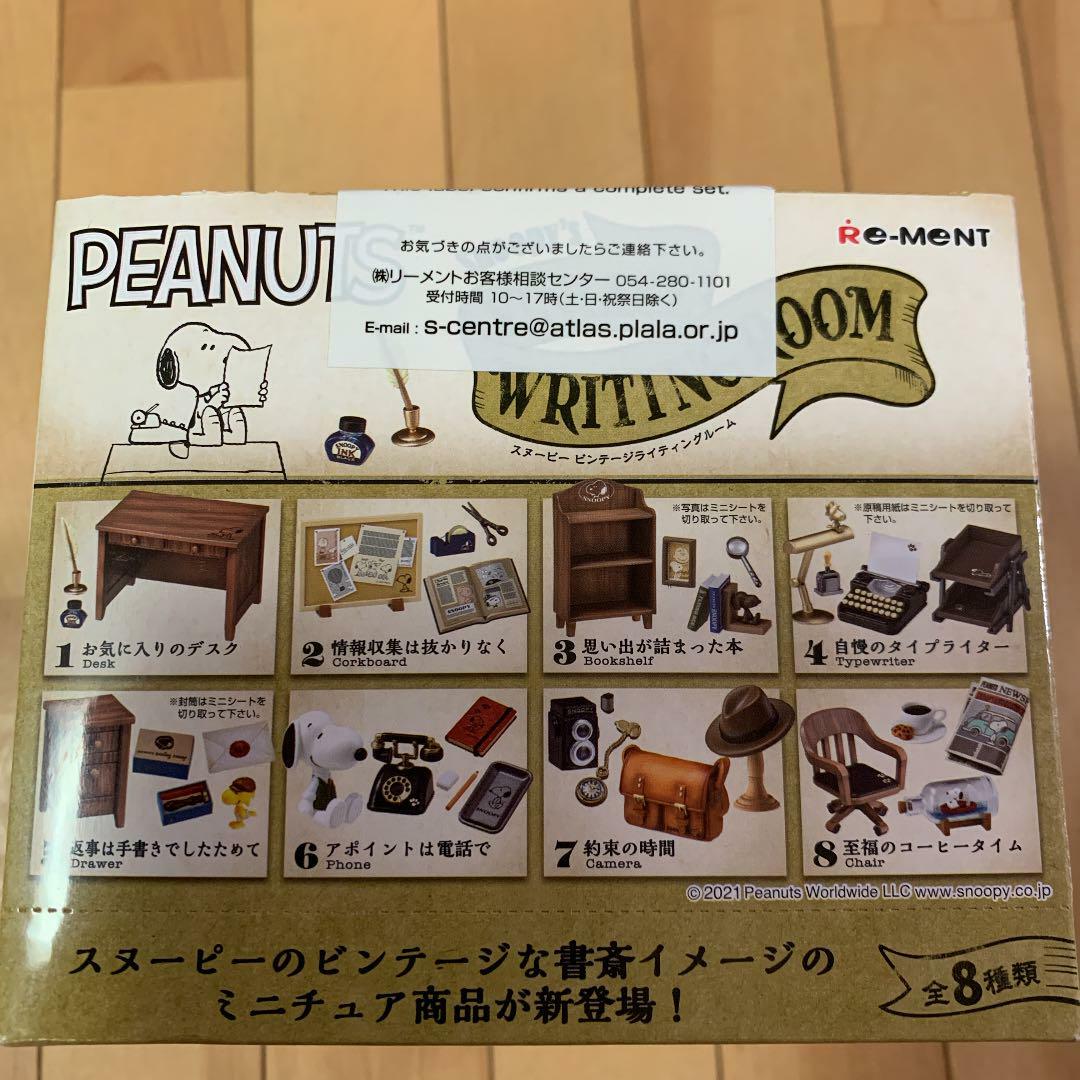 This label confirms a complete set.
お気づきの点がございましたらご連絡下さい。
㈱リーメントお客様相談センター 054-280-1101
受付時間 10～17時(土・日・祝祭日除く)
E-mail : s-centre@atlas.plala.or.jp
PEANUTS
Re-MENT
WRITING ROOM
スヌーピー ビンテージライティングルーム
SNOOPY
INK
1 お気に入りのデスク
Desk
2 情報収集は抜かりなく
Corkboard
SNOOPY
※写真はミニシートを
切り取って下さい。
SNOOPY
3 思い出が詰まった本
Bookshelf
※原稿用紙はミニシートを切り取って
下さい。
4 自慢のタイプライター
Typewriter
※封筒はミニシートを
切り取って下さい。
返事は手書きでしたためて
Drawer
6 アポイントは電話で
Phone
SNOOPY
7 約束の時間
Camera
PEANUTS NEWS
8 至福のコーヒータイム
Chair
© 2021 Peanuts Worldwide LLC www.snoopy.co.jp
スヌーピーのビンテージな書斎イメージの
ミニチュア商品が新登場！
全8種類